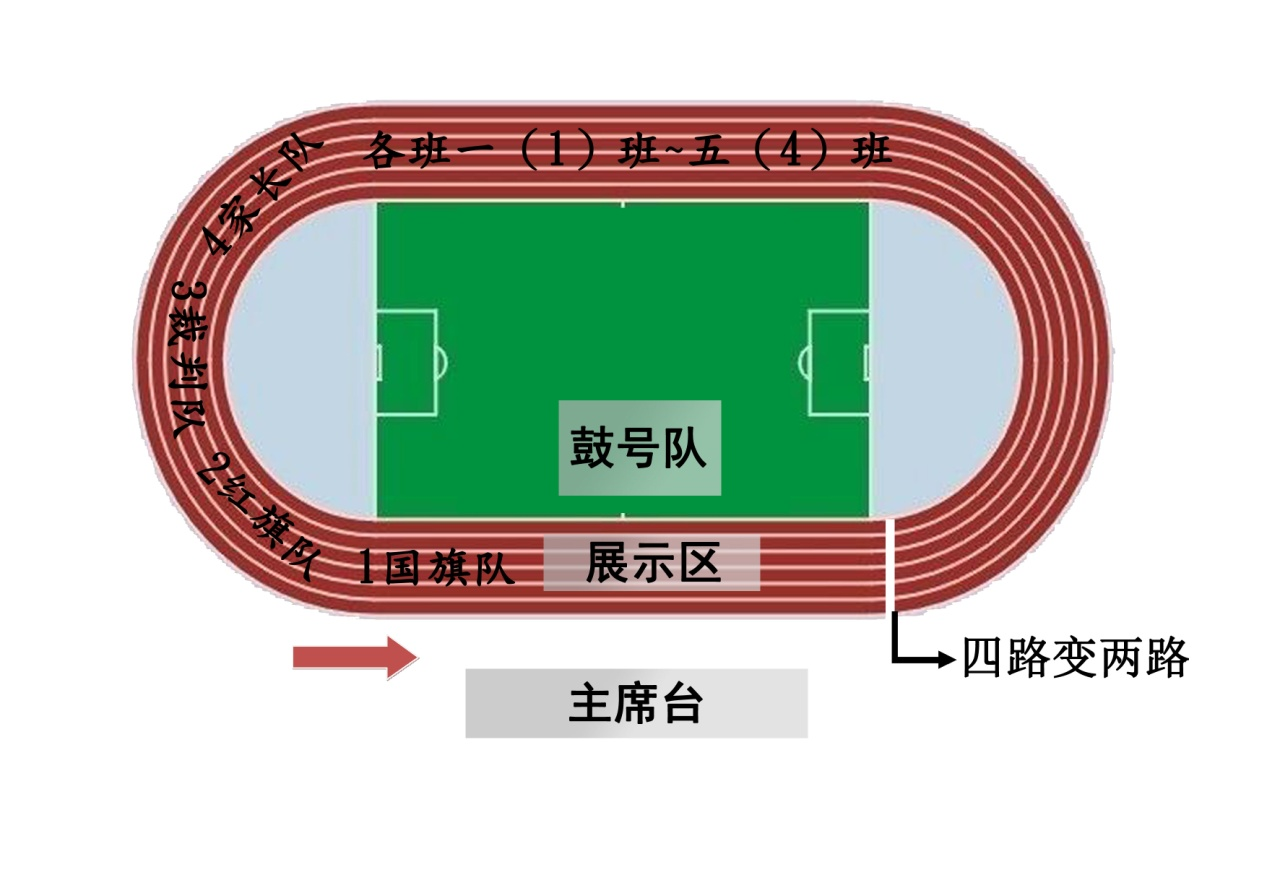 各班一（1）班~五（4）班
4家长队
3裁判队
2红旗队
1国旗队
鼓号队
展示区
四路变两路
主席台